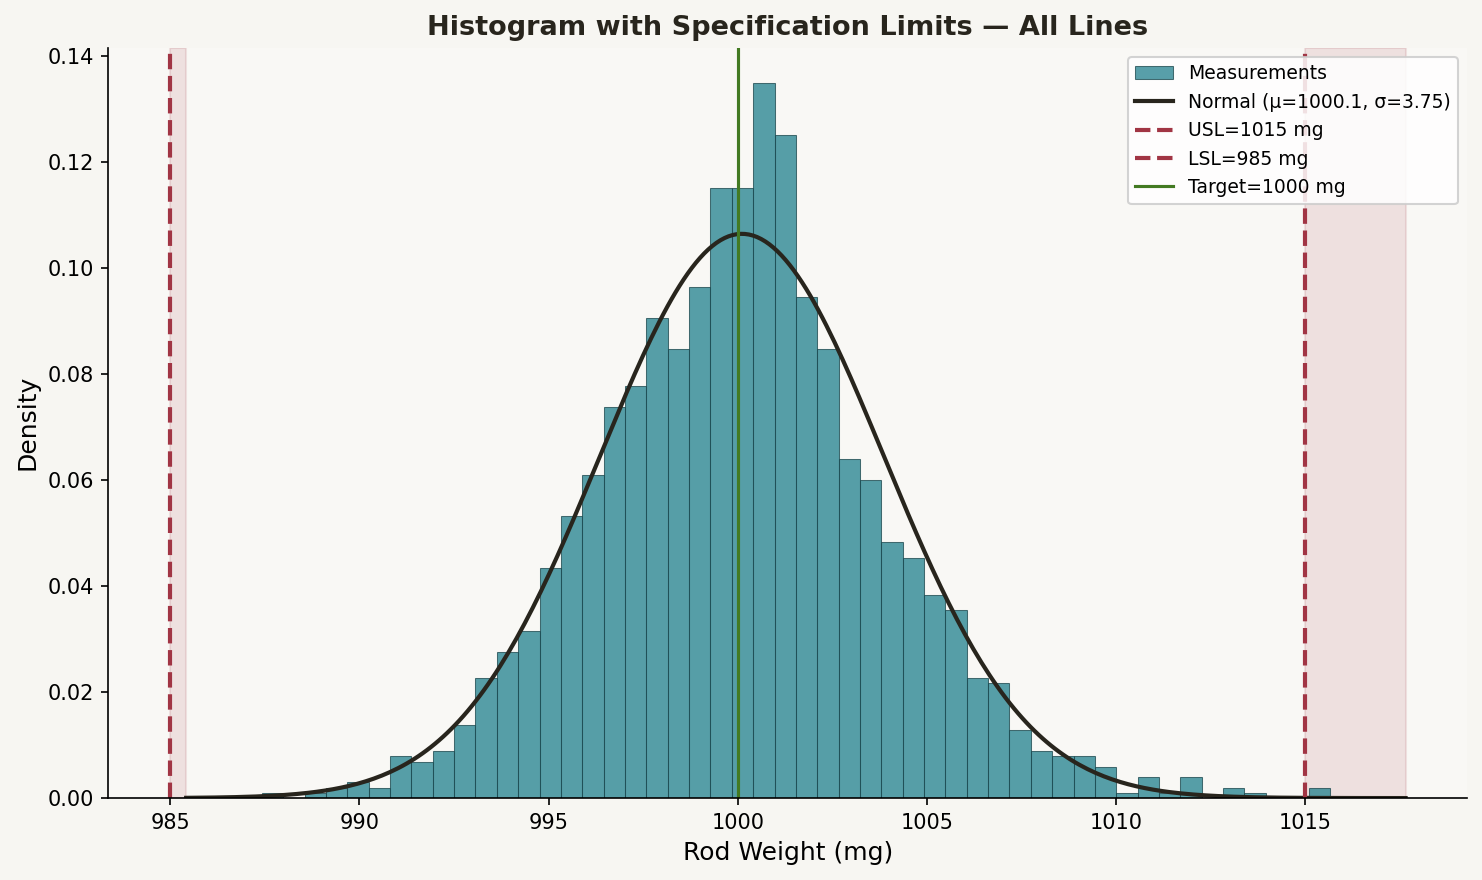 Histogram with Specification Limits — All Lines
Measurements
Normal (μ=1000.1, σ=3.75)
USL=1015 mg
LSL=985 mg
Target=1000 mg
Density
0.14
0.12
0.10
0.08
0.06
0.04
0.02
0.00
985 990 995 1000 1005 1010 1015
Rod Weight (mg)